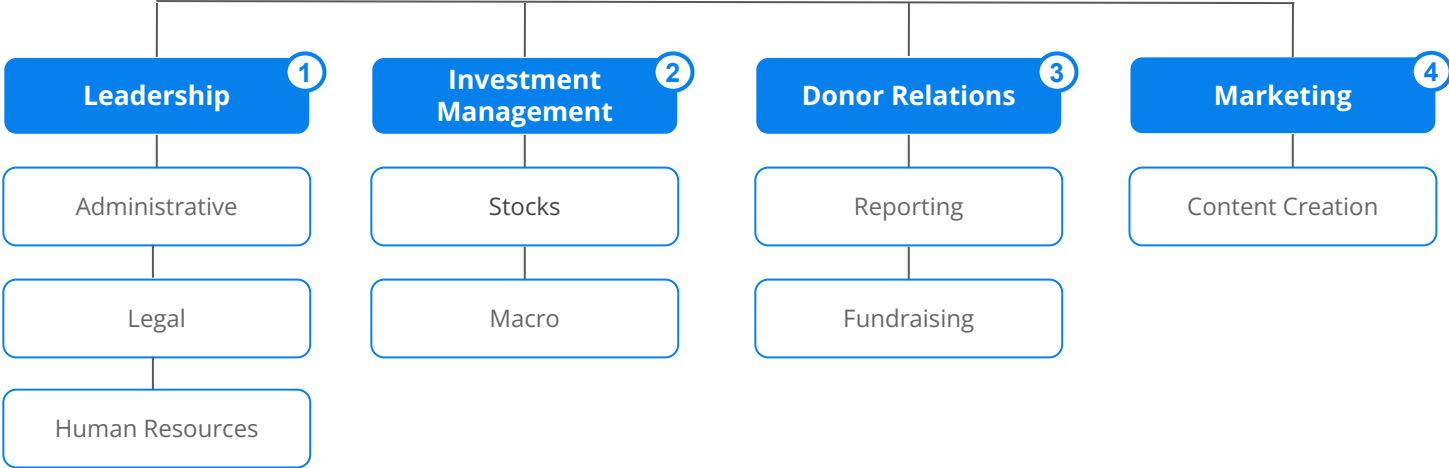 1
Leadership
Administrative
Legal
Human Resources
2
Investment
Management
Stocks
Macro
3
Donor Relations
Reporting
Fundraising
4
Marketing
Content Creation